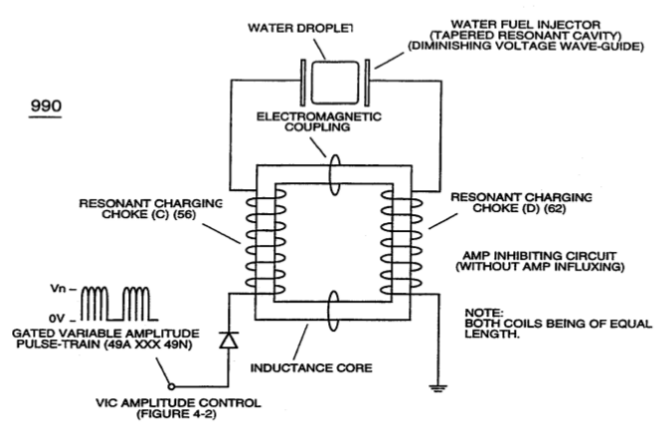 WATER DROPLET
WATER FUEL INJECTOR
(TAPERED RESONANT CAVITY)
(DIMINISHING VOLTAGE WAVE-GUIDE)
990
ELECTROMAGNETIC
COUPLING
RESONANT CHARGING
CHOKE (C) (56)
RESONANT CHARGING
CHOKE (D) (62)
AMP INHIBITING CIRCUIT
(WITHOUT AMP INFLUXING)
Vn
0V
GATED VARIABLE AMPLITUDE
PULSE-TRAIN (49A XXX 49N)
NOTE:
BOTH COILS BEING OF EQUAL
LENGTH.
INDUCTANCE CORE
VIC AMPLITUDE CONTROL
(FIGURE 4-2)